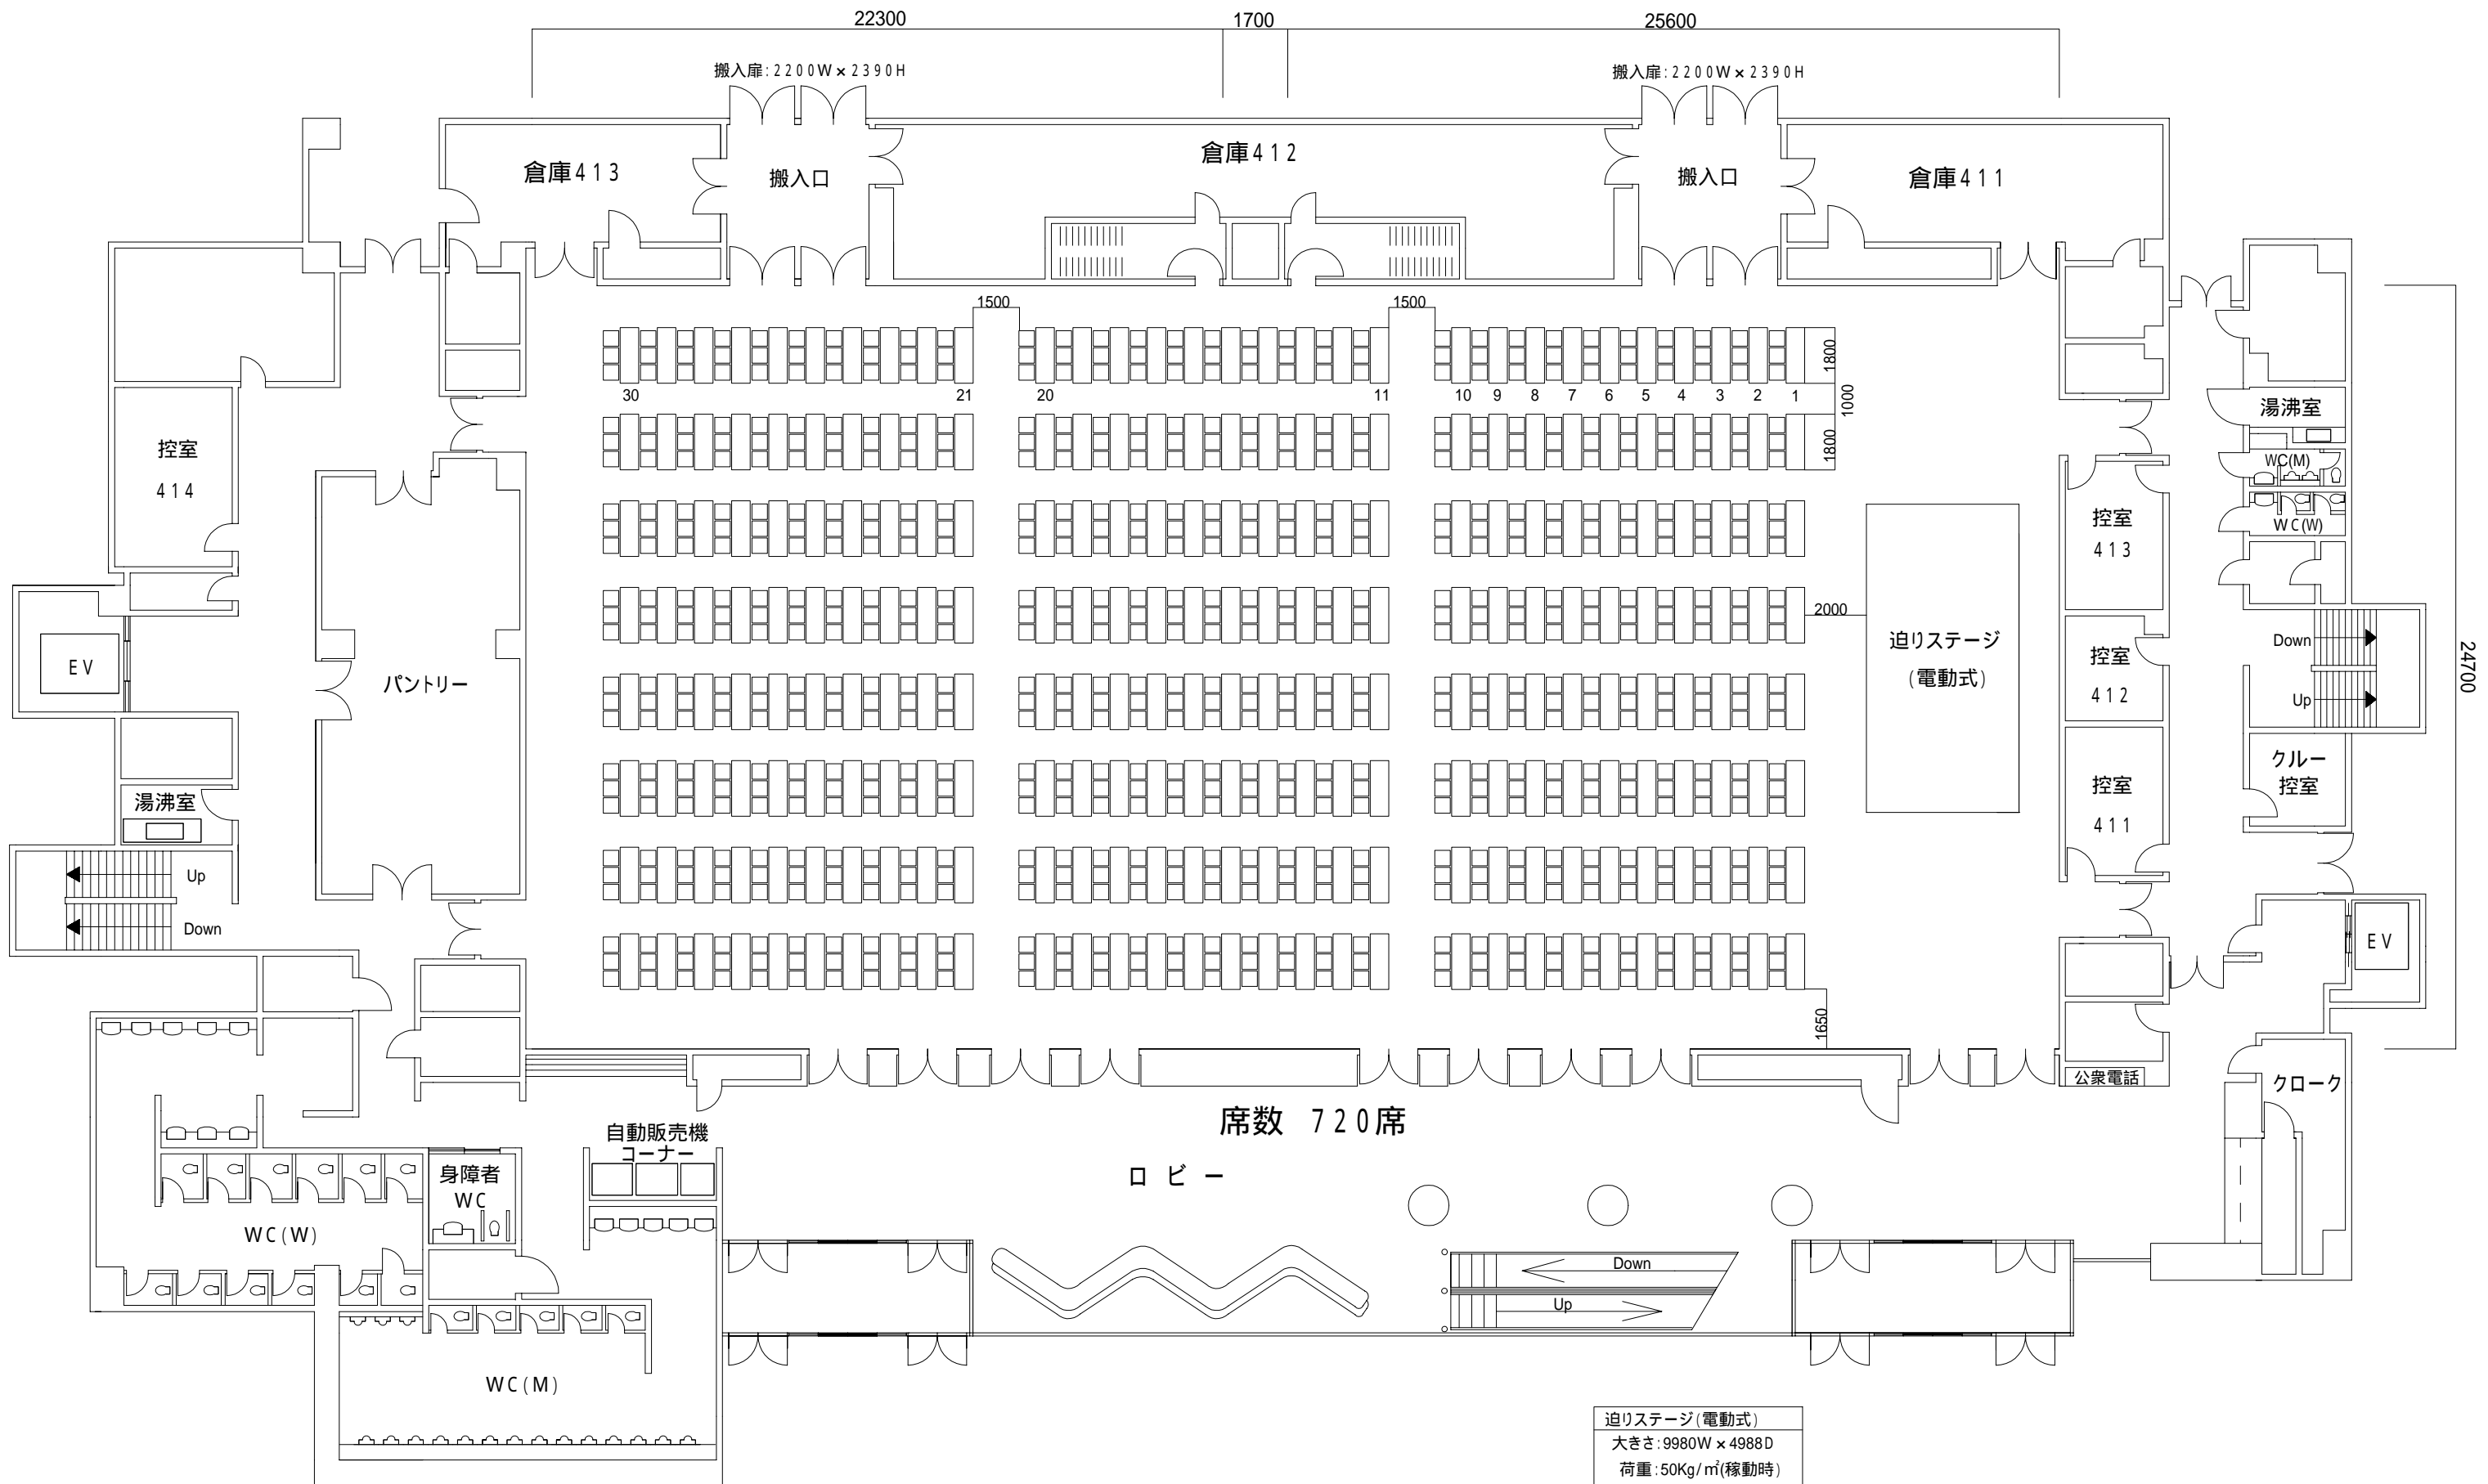 22300
1700
25600
搬入扉:2200W×2390H
搬入扉:2200W×2390H
倉庫413
搬入口
倉庫412
搬入口
倉庫411
1500
1500
1800
1000
1800
30
21
20
11
10
9
8
7
6
5
4
3
2
1
控室
414
湯沸室
WC(M)
WC(W)
控室
413
2000
迫りステージ
(電動式)
控室
412
Down
Up
24700
EV
パントリー
クルー
控室
控室
411
湯沸室
Up
Down
EV
1650
公衆電話
クローク
席数 720席
自動販売機
コーナー
ロビー
身障者
WC
WC(W)
Down
Up
WC(M)
迫りステージ(電動式)
大きさ:9980W×4988D
荷重:50Kg/㎡(稼動時)